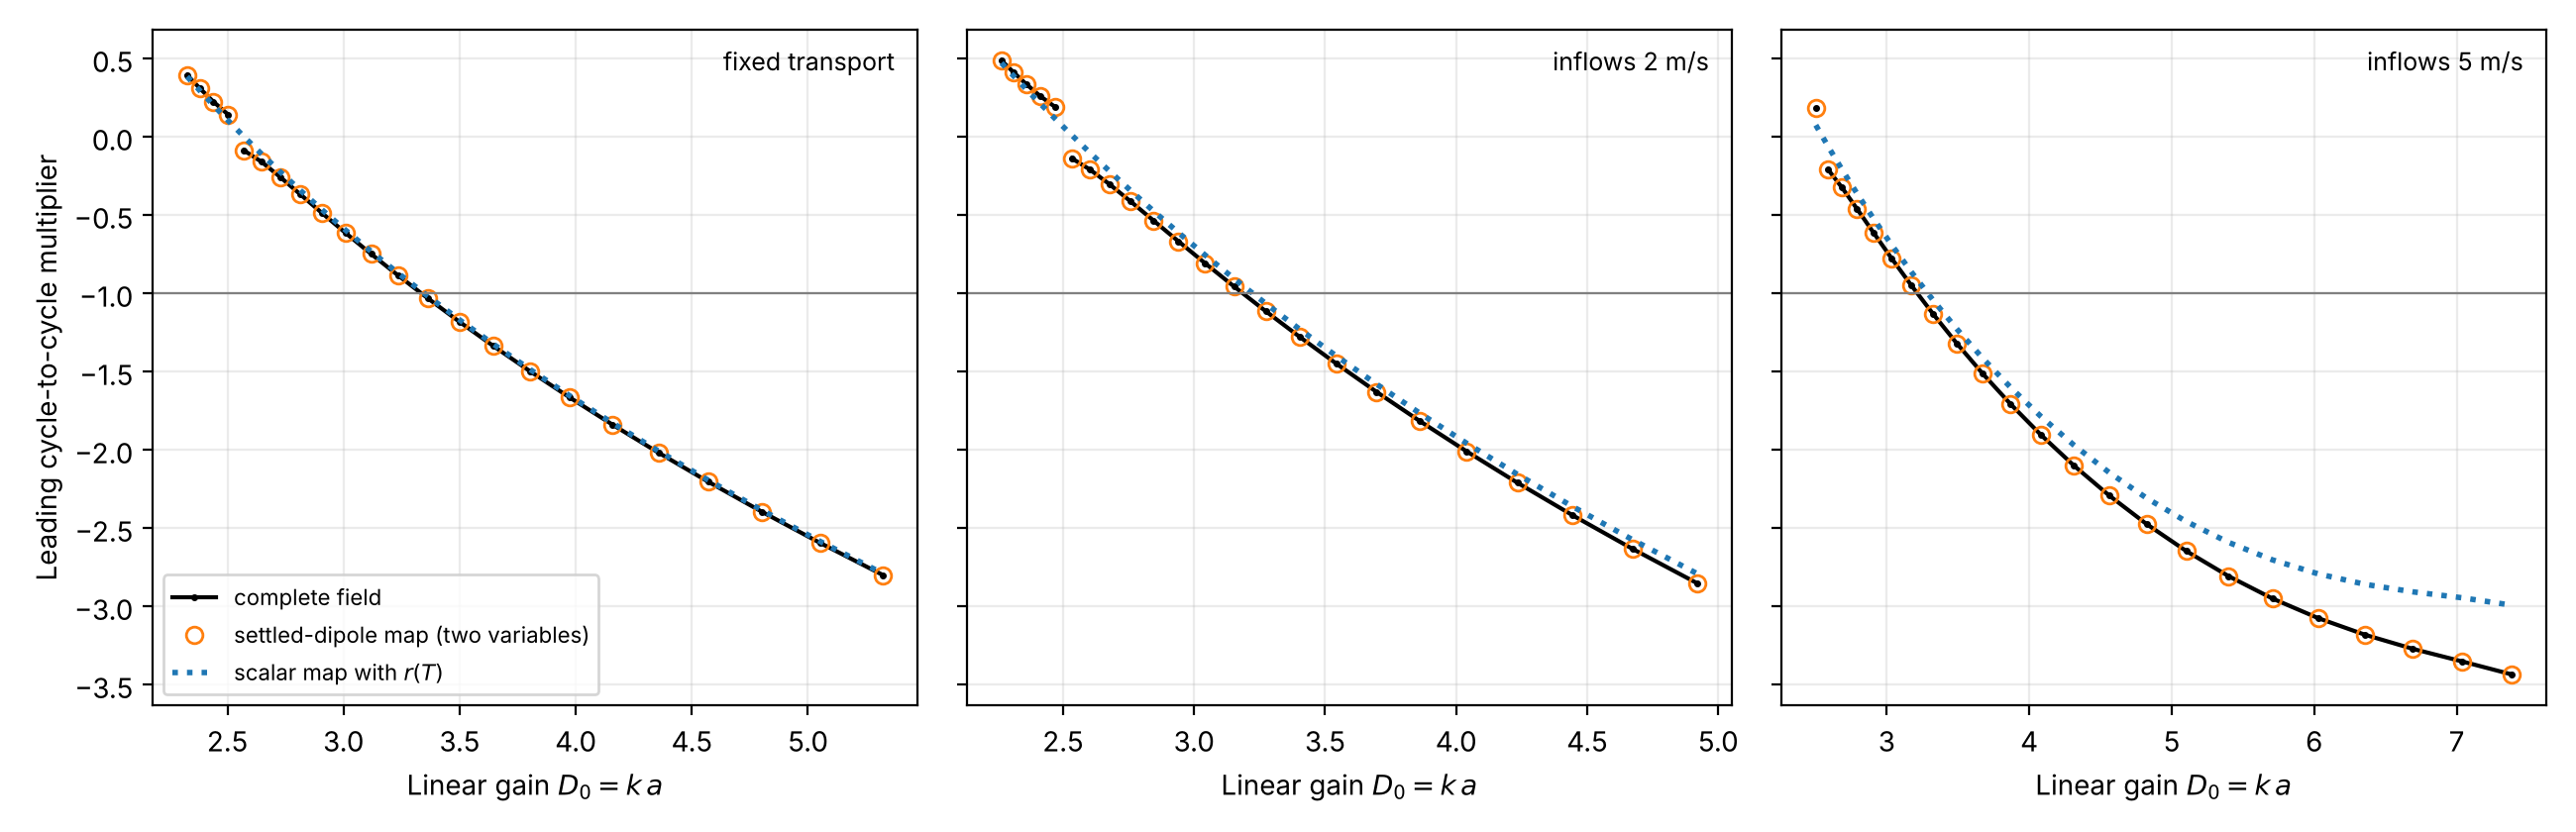 fixed transport
inflows 2 m/s
inflows 5 m/s
Leading cycle-to-cycle multiplier
0.5
0.0
−0.5
−1.0
−1.5
−2.0
−2.5
−3.0
−3.5
complete field
settled-dipole map (two variables)
scalar map with r(T)
2.5 3.0 3.5 4.0 4.5 5.0
2.5 3.0 3.5 4.0 4.5 5.0
3 4 5 6 7
Linear gain D₀ = k a
Linear gain D₀ = k a
Linear gain D₀ = k a